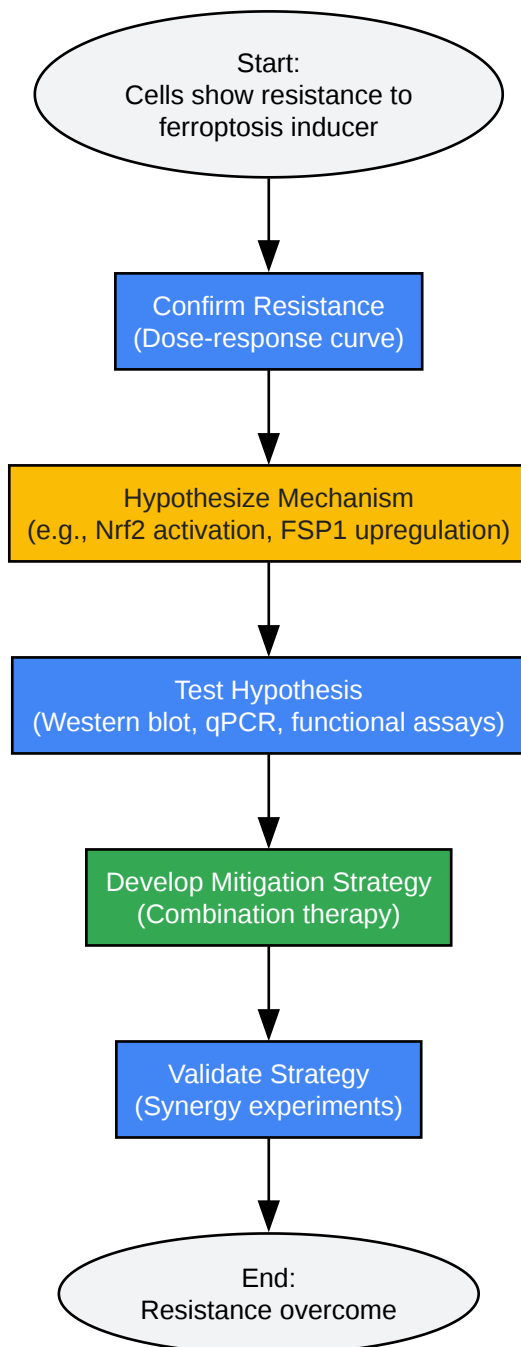 Start:
Cells show resistance to
ferroptosis inducer
Confirm Resistance
(Dose-response curve)
Hypothesize Mechanism
(e.g., Nrf2 activation, FSP1 upregulation)
Test Hypothesis
(Western blot, qPCR, functional assays)
Develop Mitigation Strategy
(Combination therapy)
Validate Strategy
(Synergy experiments)
End:
Resistance overcome